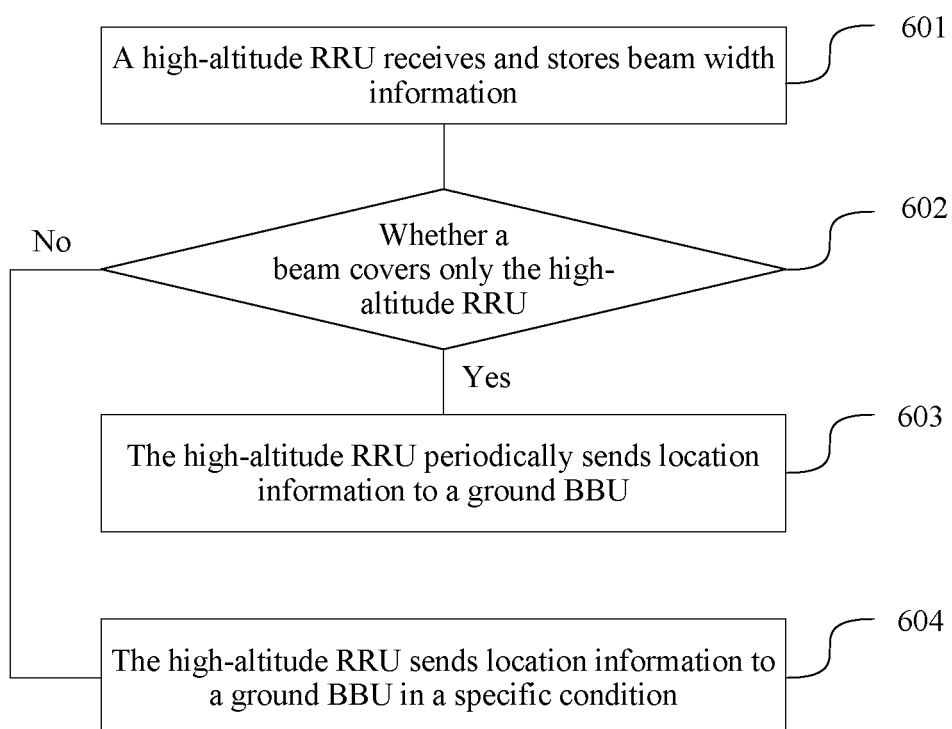 601
A high-altitude RRU receives and stores beam width
information
602
No
Whether a
beam covers only the high-
altitude RRU
Yes
603
The high-altitude RRU periodically sends location
information to a ground BBU
604
The high-altitude RRU sends location information to
a ground BBU in a specific condition